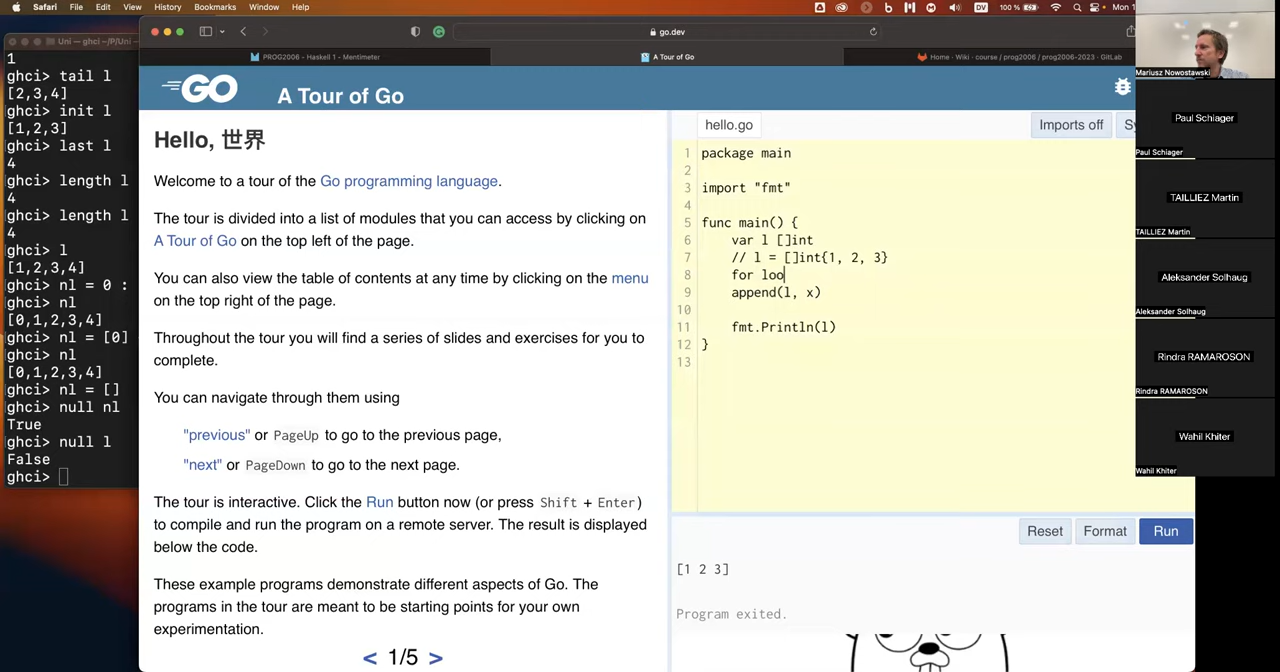 Safari File Edit View History Bookmarks Window Help
DV 100 % Mon 1
Uni — ghci ‹ ~/P/Uni —
1
ghci> tail l
[2,3,4]
ghci> init l
[1,2,3]
ghci> last l
4
ghci> length l
4
ghci> length l
4
ghci> l
[1,2,3,4]
ghci> nl = 0 :
ghci> nl
[0,1,2,3,4]
ghci> nl = [0]
ghci> nl
[0,1,2,3,4]
ghci> nl = []
ghci> null nl
True
ghci> null l
False
ghci>
go.dev
PROG2006 - Haskell 1 - Mentimeter
A Tour of Go
Home · Wiki · course / prog2006 / prog2006-2023 · GitLab
GO
A Tour of Go
Hello, 世界
Welcome to a tour of the Go programming language.
The tour is divided into a list of modules that you can access by clicking on
A Tour of Go on the top left of the page.
You can also view the table of contents at any time by clicking on the menu
on the top right of the page.
Throughout the tour you will find a series of slides and exercises for you to
complete.
You can navigate through them using
"previous" or PageUp to go to the previous page,
"next" or PageDown to go to the next page.
The tour is interactive. Click the Run button now (or press Shift + Enter)
to compile and run the program on a remote server. The result is displayed
below the code.
These example programs demonstrate different aspects of Go. The
programs in the tour are meant to be starting points for your own
experimentation.
< 1/5 >
hello.go
Imports off
Sy
1 package main
2
3 import "fmt"
4
5 func main() {
6 var l []int
7 // l = []int{1, 2, 3}
8 for loo
9 append(l, x)
10
11 fmt.Println(l)
12 }
13
Reset Format Run
[1 2 3]
Program exited.
Mariusz Nowostawski
Paul Schlager
Paul Schlager
TAILLIEZ Martin
TAILLIEZ Martin
Aleksander Solhaug
Aleksander Solhaug
Rindra RAMAROSON
Rindra RAMAROSON
Wahil Khiter
Wahil Khiter